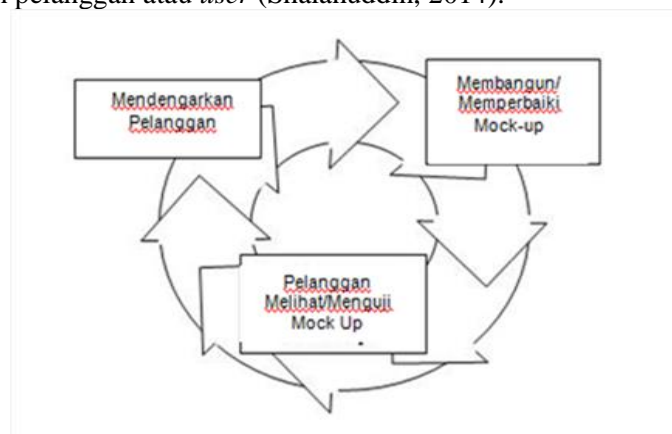 pelanggan atau user (Shalahuddin, 2014).
Mendengarkan
Pelanggan
Membangun/
Memperbaiki
Mock-up
Pelanggan
Melihat/Menguji
Mock Up